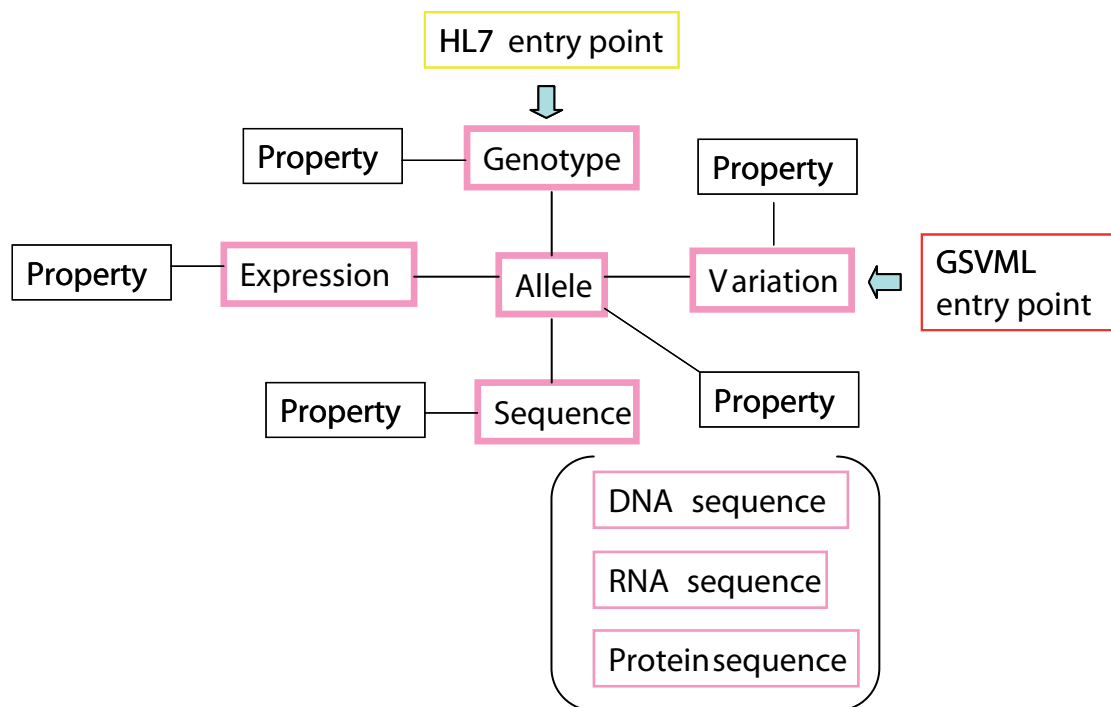 HL7 entry point
Property
Genotype
Property
Property
Expression
Allele
Variation
GSVML
entry point
Property
Sequence
Property
DNA sequence
RNA sequence
Protein sequence